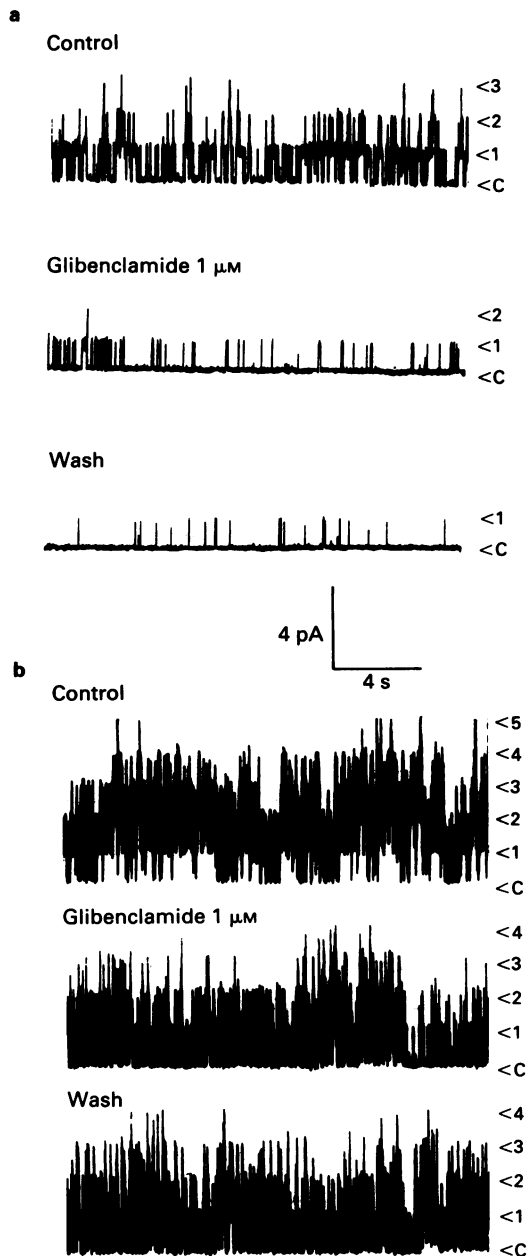 a
Control
<3
<2
<1
<C
Glibenclamide 1 μM
<2
<1
<C
Wash
<1
<C
4 pA
4 s
b
Control
<5
<4
<3
<2
<1
<C
Glibenclamide 1 μM
<4
<3
<2
<1
<C
Wash
<4
<3
<2
<1
<C